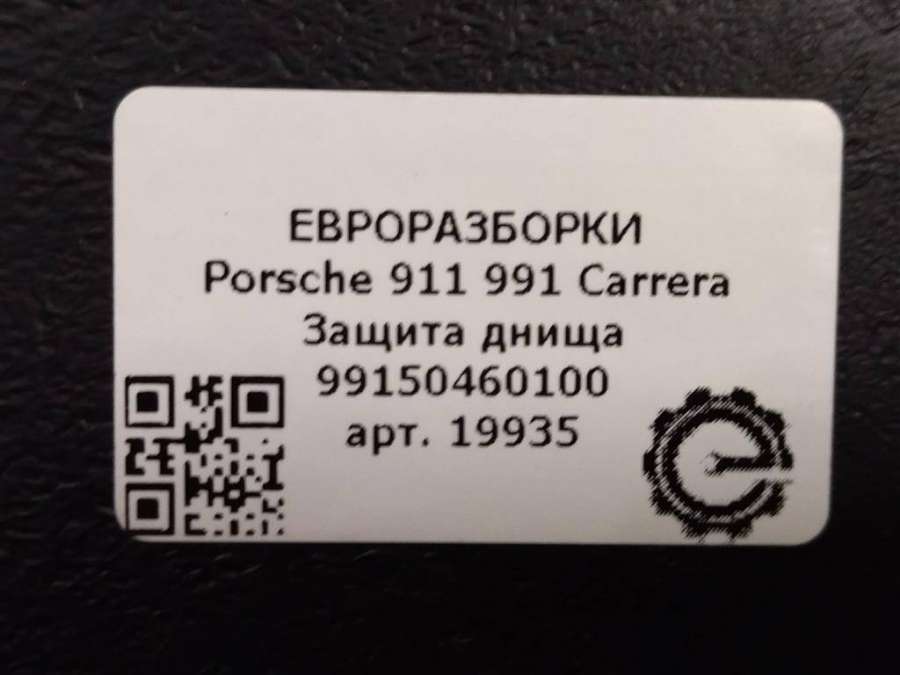 ЕВРОРАЗБОРКИ
Porsche 911 991 Carrera
Защита днища
99150460100
арт. 19935